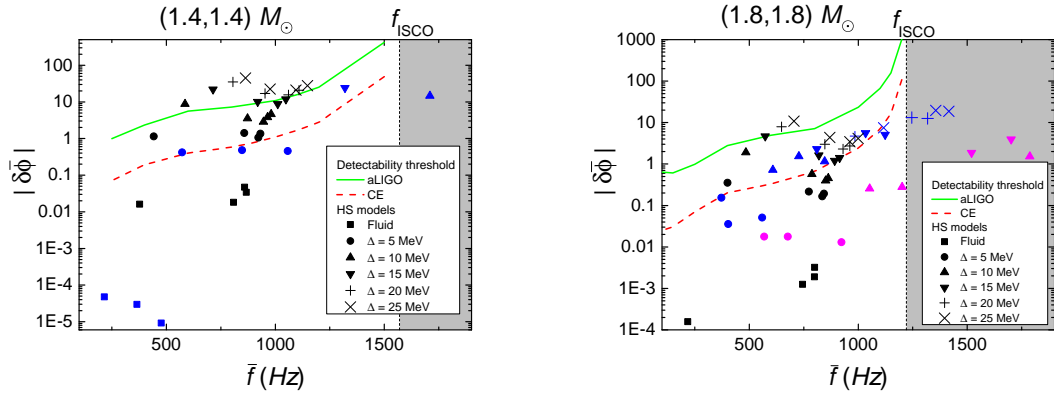 (1.4,1.4) M⊙
f_ISCO
100
10
1
0.1
0.01
1E-3
1E-4
1E-5
| δϕ̄ |
Detectability threshold
aLIGO
CE
HS models
Fluid
Δ = 5 MeV
Δ = 10 MeV
Δ = 15 MeV
Δ = 20 MeV
Δ = 25 MeV
500
1000
1500
f̄ (Hz)
(1.8,1.8) M⊙
f_ISCO
1000
100
10
1
0.1
0.01
1E-3
1E-4
| δϕ̄ |
Detectability threshold
aLIGO
CE
HS models
Fluid
Δ = 5 MeV
Δ = 10 MeV
Δ = 15 MeV
Δ = 20 MeV
Δ = 25 MeV
500
1000
1500
f̄ (Hz)